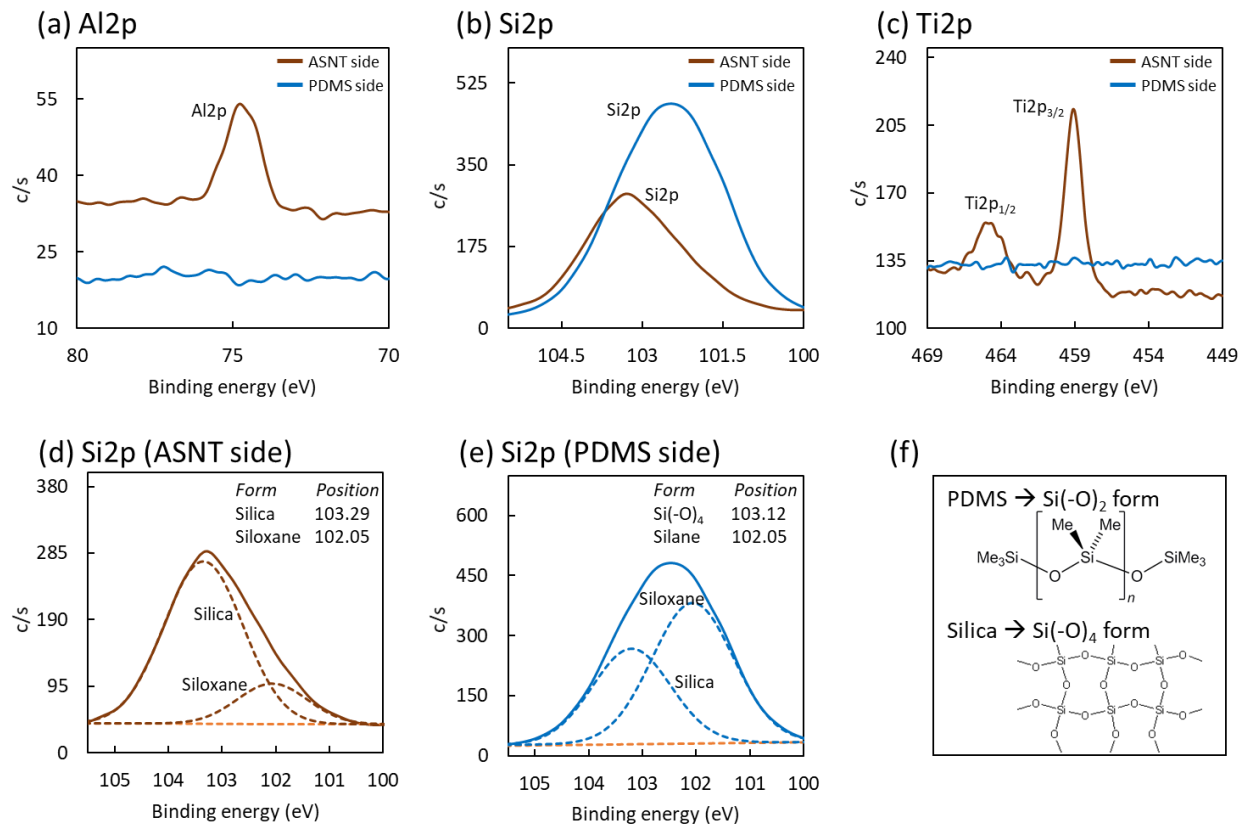 (a) Al2p
ASNT side
PDMS side
Al2p
c/s
55
40
25
10
80 75 70
Binding energy (eV)
(b) Si2p
ASNT side
PDMS side
Si2p
Si2p
c/s
525
350
175
0
104.5 103 101.5 100
Binding energy (eV)
(c) Ti2p
ASNT side
PDMS side
Ti2p3/2
Ti2p1/2
c/s
240
205
170
135
100
469 464 459 454 449
Binding energy (eV)
(d) Si2p (ASNT side)
Form Position
Silica 103.29
Siloxane 102.05
Silica
Siloxane
c/s
380
285
190
95
0
105 104 103 102 101 100
Binding energy (eV)
(e) Si2p (PDMS side)
Form Position
Si(-O)4 103.12
Silane 102.05
Siloxane
Silica
c/s
600
450
300
150
0
105 104 103 102 101 100
Binding energy (eV)
(f)
PDMS → Si(-O)2 form
Me Me
Me3Si Si SiMe3
O O
n
Silica → Si(-O)4 form
O O
Si Si Si O
O O O
O Si Si Si O
O O
O O O